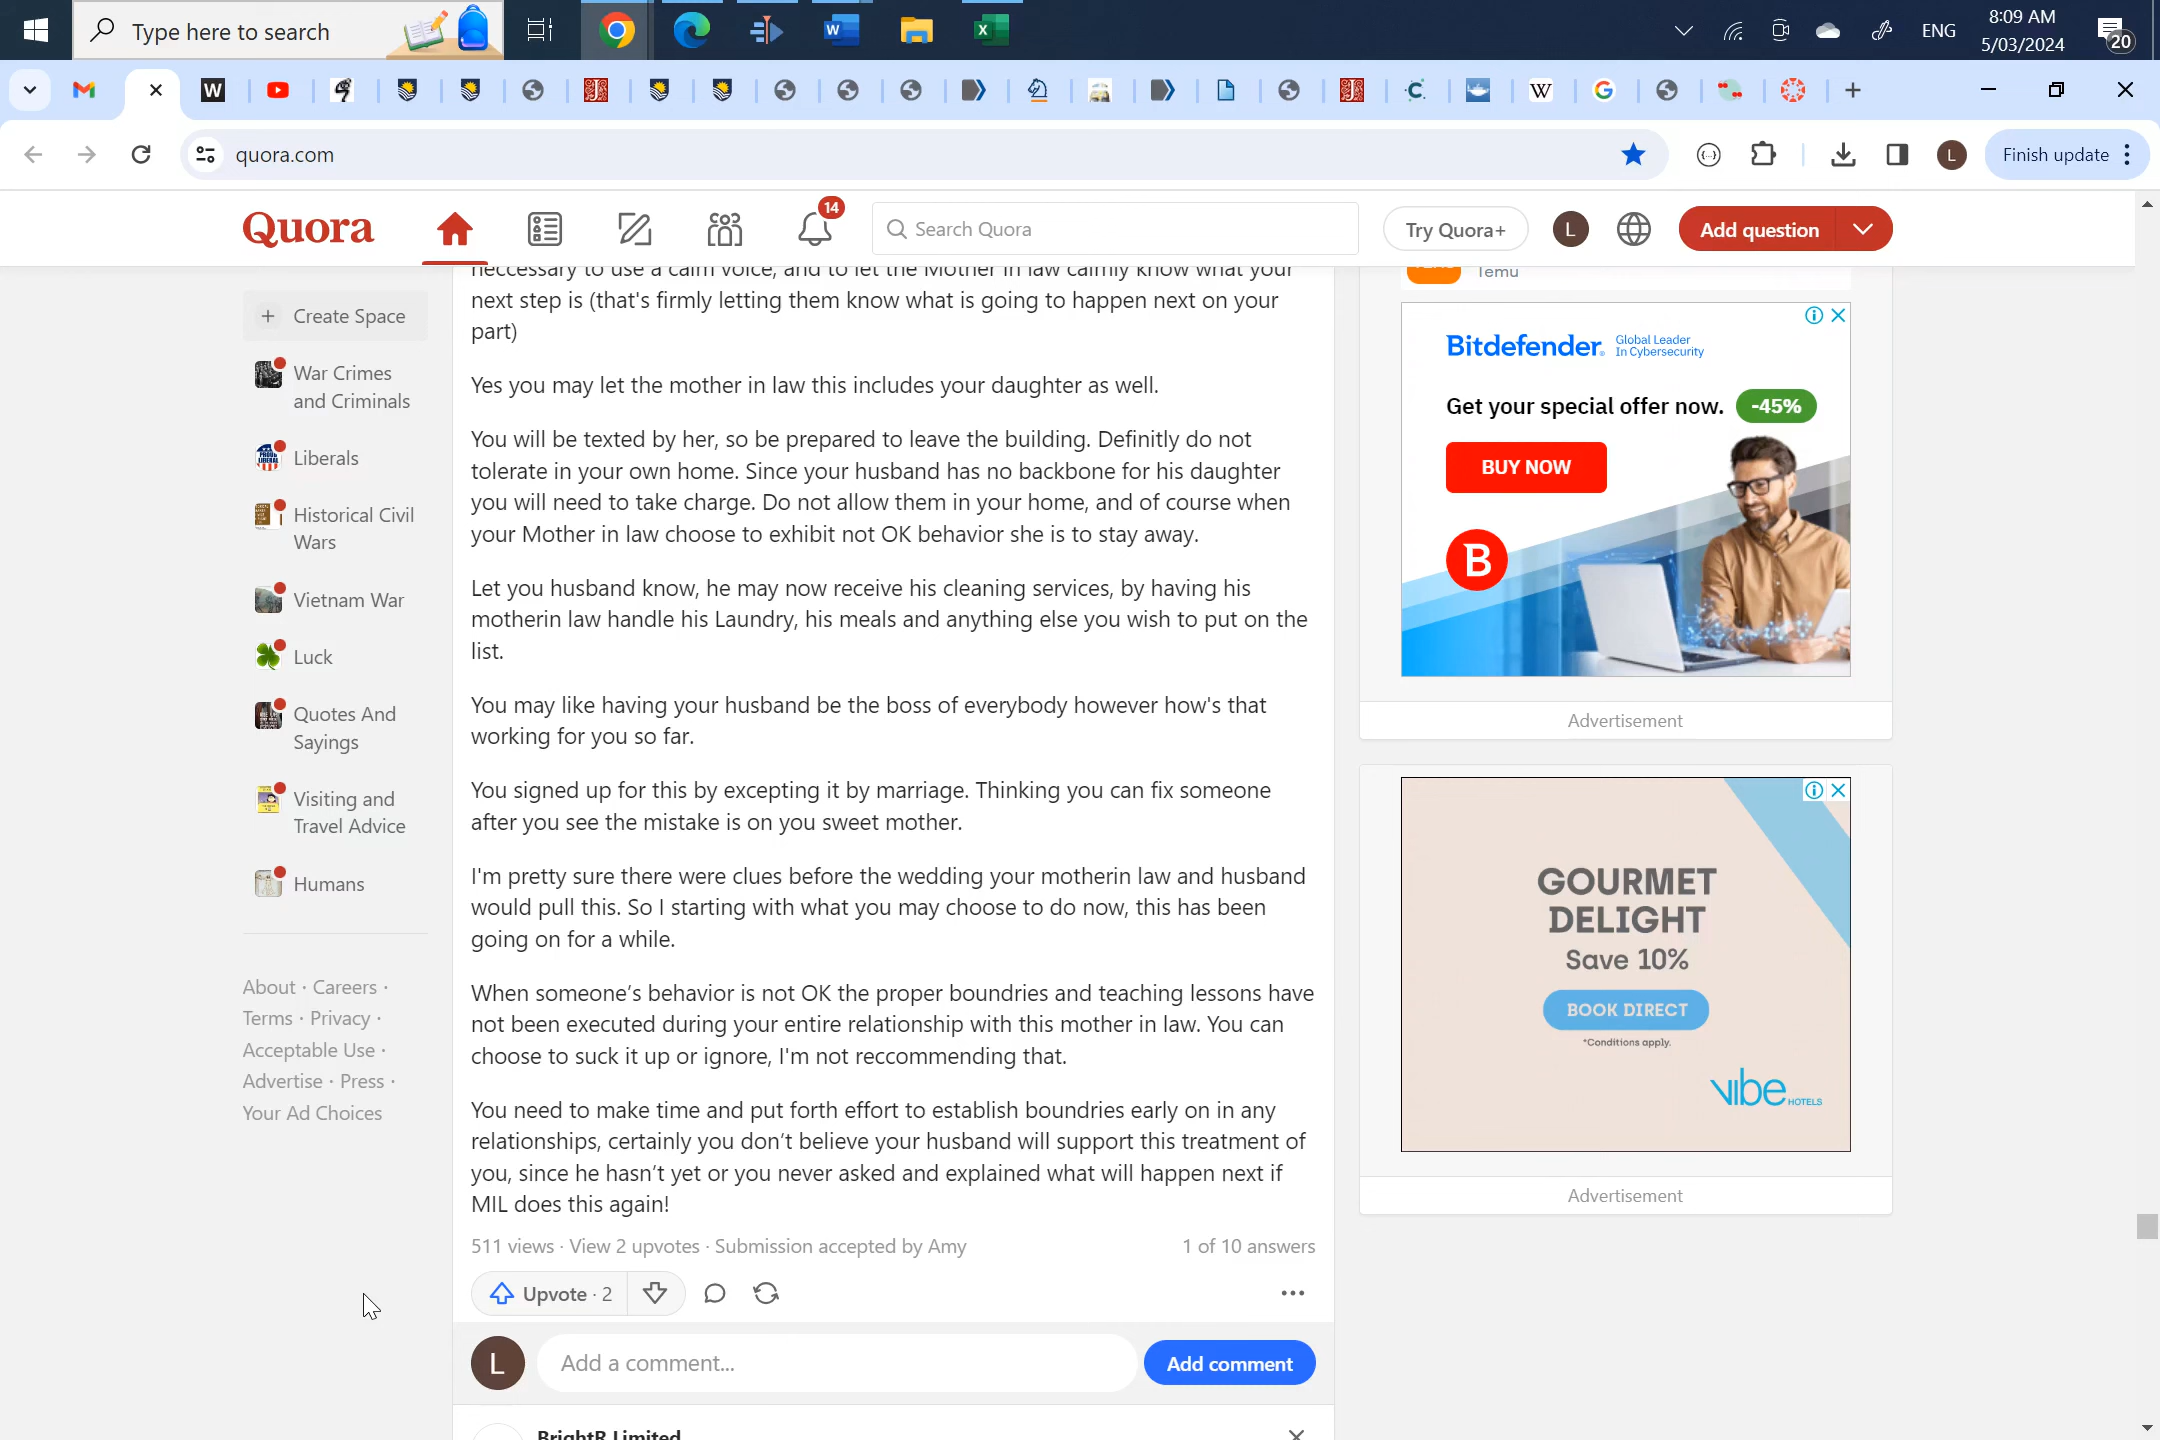 Type here to search
ENG
8:09 AM
5/03/2024
20
quora.com
L
Finish update
Quora
14
Search Quora
Try Quora+
L
Add question
Create Space
War Crimes
and Criminals
Liberals
Historical Civil
Wars
Vietnam War
Luck
Quotes And
Sayings
Visiting and
Travel Advice
Humans
About · Careers ·
Terms · Privacy ·
Acceptable Use ·
Advertise · Press ·
Your Ad Choices
neccessary to use a calm voice, and to let the Mother in law calmly know what your
next step is (that's firmly letting them know what is going to happen next on your
part)
Yes you may let the mother in law this includes your daughter as well.
You will be texted by her, so be prepared to leave the building. Definitly do not
tolerate in your own home. Since your husband has no backbone for his daughter
you will need to take charge. Do not allow them in your home, and of course when
your Mother in law choose to exhibit not OK behavior she is to stay away.
Let you husband know, he may now receive his cleaning services, by having his
motherin law handle his Laundry, his meals and anything else you wish to put on the
list.
You may like having your husband be the boss of everybody however how's that
working for you so far.
You signed up for this by excepting it by marriage. Thinking you can fix someone
after you see the mistake is on you sweet mother.
I'm pretty sure there were clues before the wedding your motherin law and husband
would pull this. So I starting with what you may choose to do now, this has been
going on for a while.
When someone’s behavior is not OK the proper boundries and teaching lessons have
not been executed during your entire relationship with this mother in law. You can
choose to suck it up or ignore, I'm not reccommending that.
You need to make time and put forth effort to establish boundries early on in any
relationships, certainly you don’t believe your husband will support this treatment of
you, since he hasn’t yet or you never asked and explained what will happen next if
MIL does this again!
511 views · View 2 upvotes · Submission accepted by Amy
1 of 10 answers
Upvote · 2
L
Add a comment...
Add comment
BrightR Limited
Temu
Bitdefender
Global Leader
In Cybersecurity
Get your special offer now.
-45%
BUY NOW
B
Advertisement
GOURMET
DELIGHT
Save 10%
BOOK DIRECT
*Conditions apply.
vibe HOTELS
Advertisement